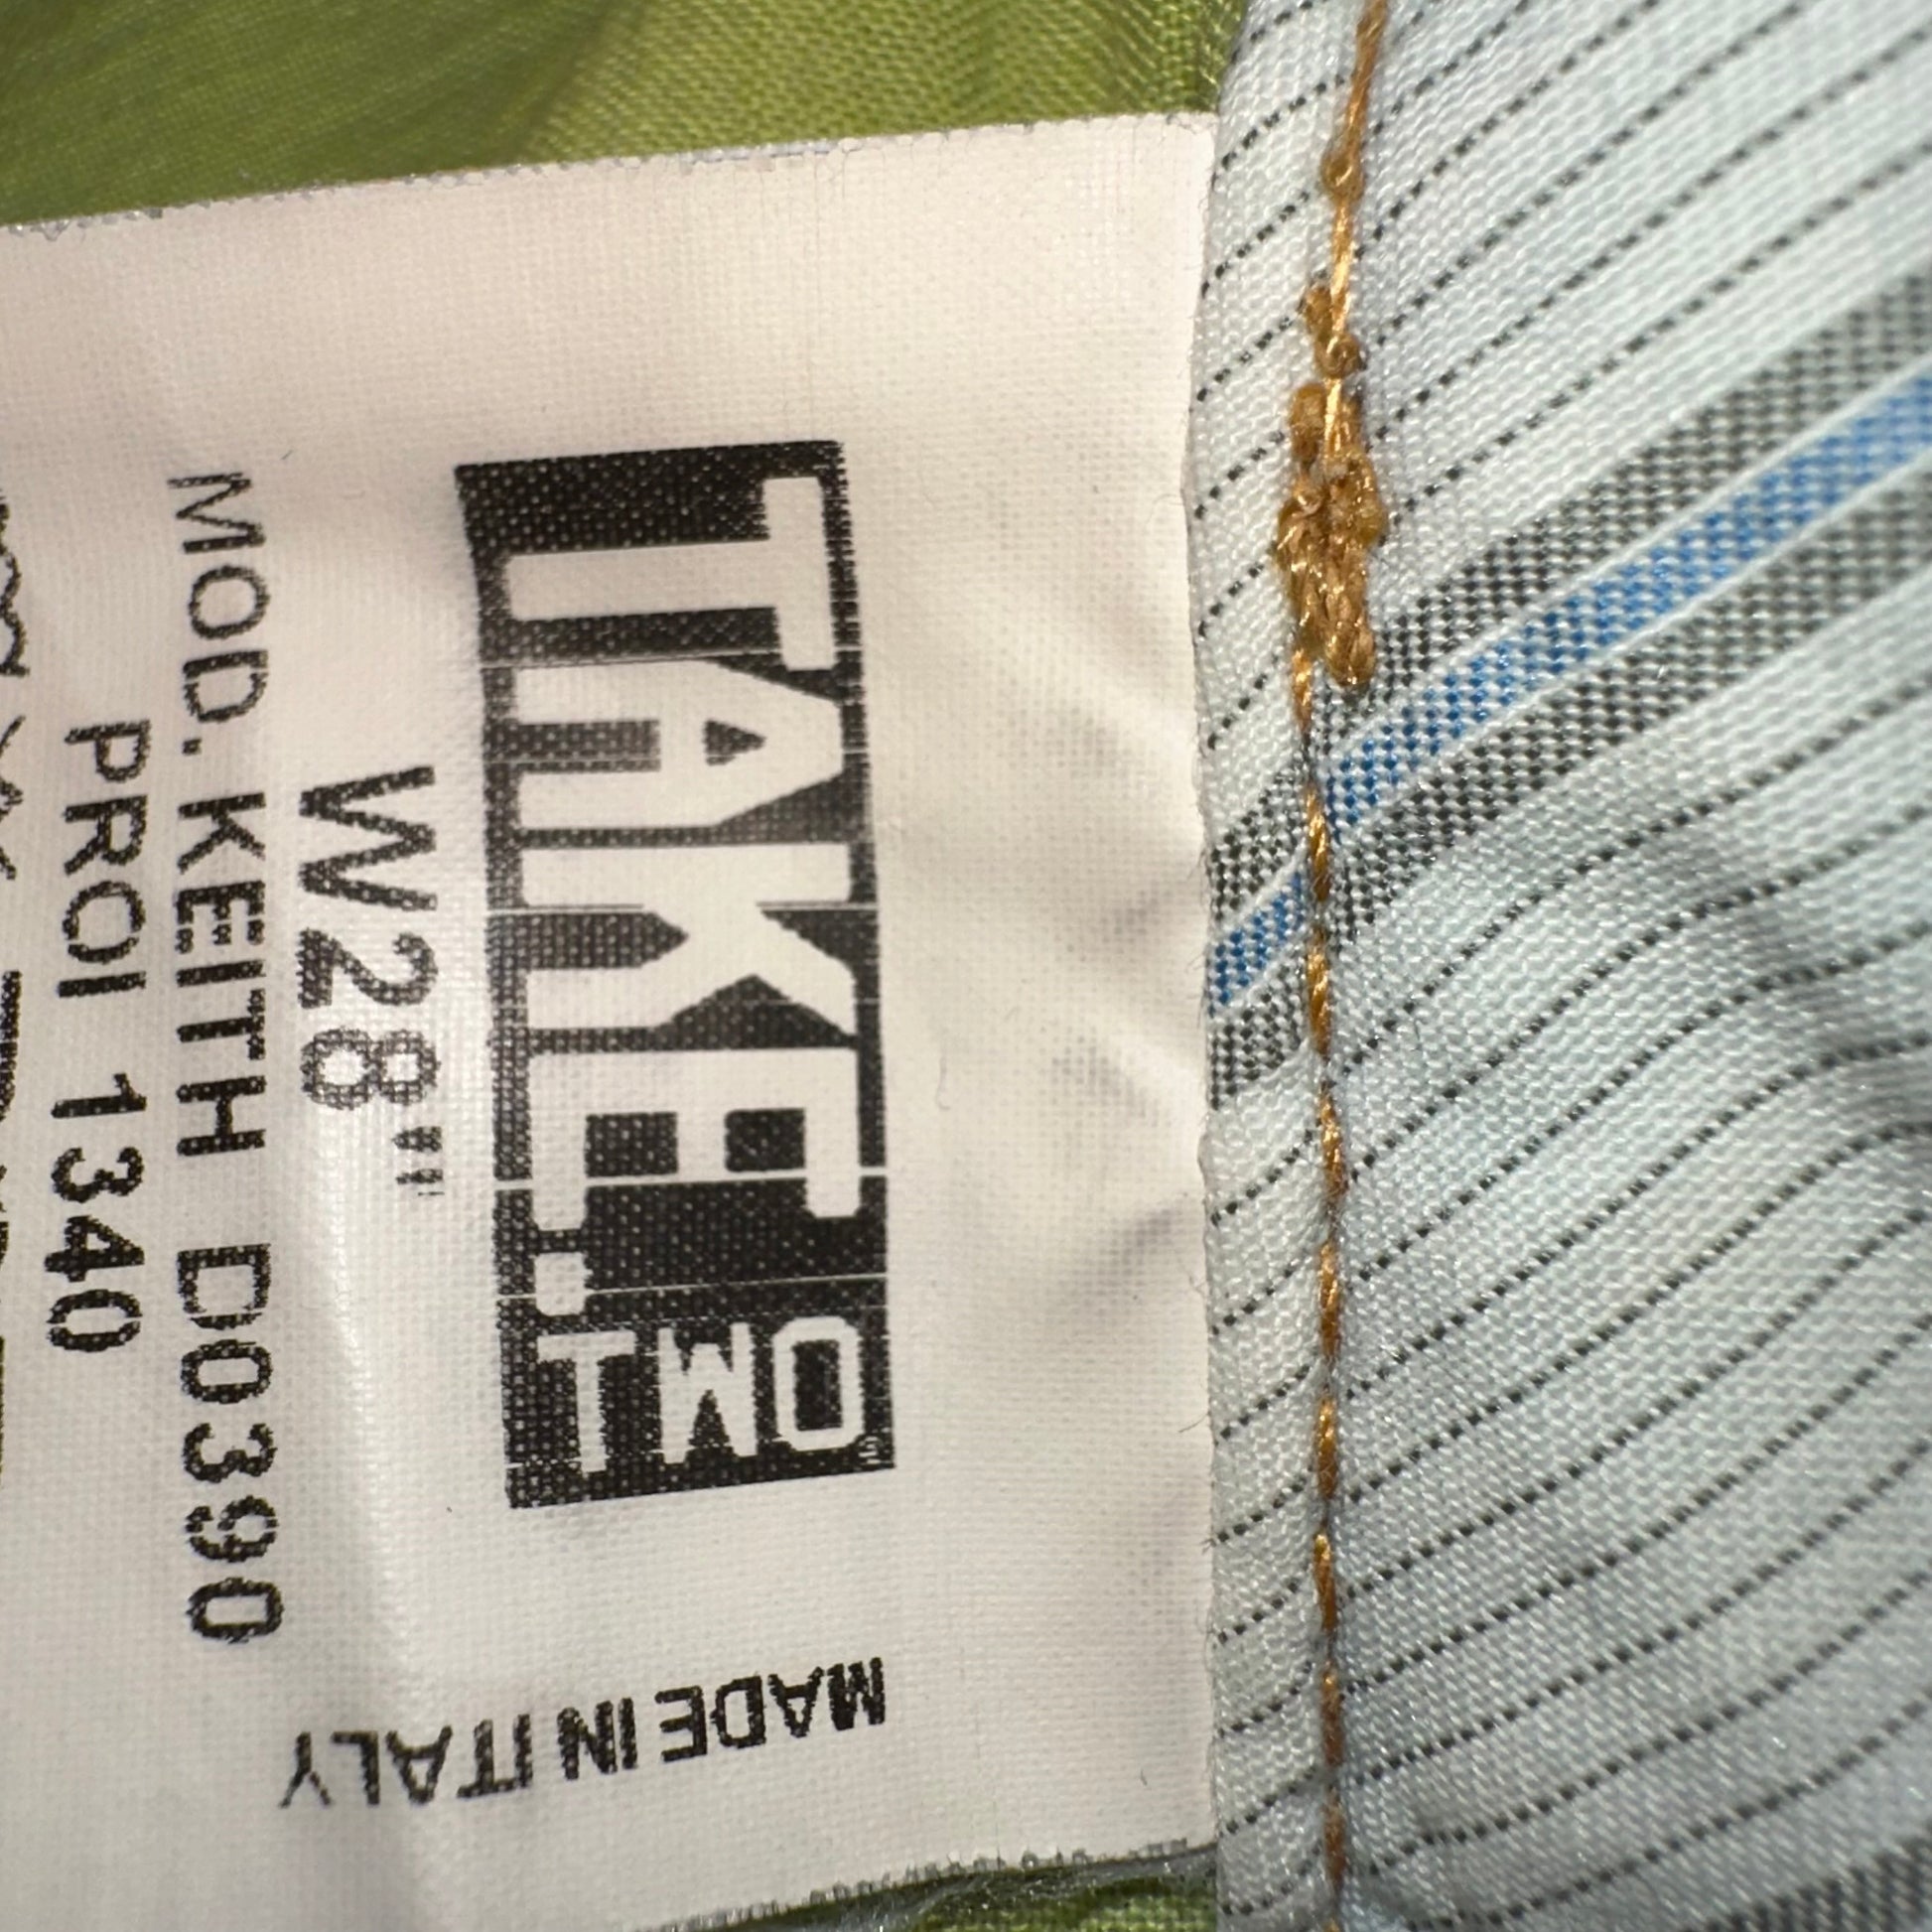 TAKE
TWO
W28"
MOD. KEITH D0390
PROI 1340
MADE IN ITALY